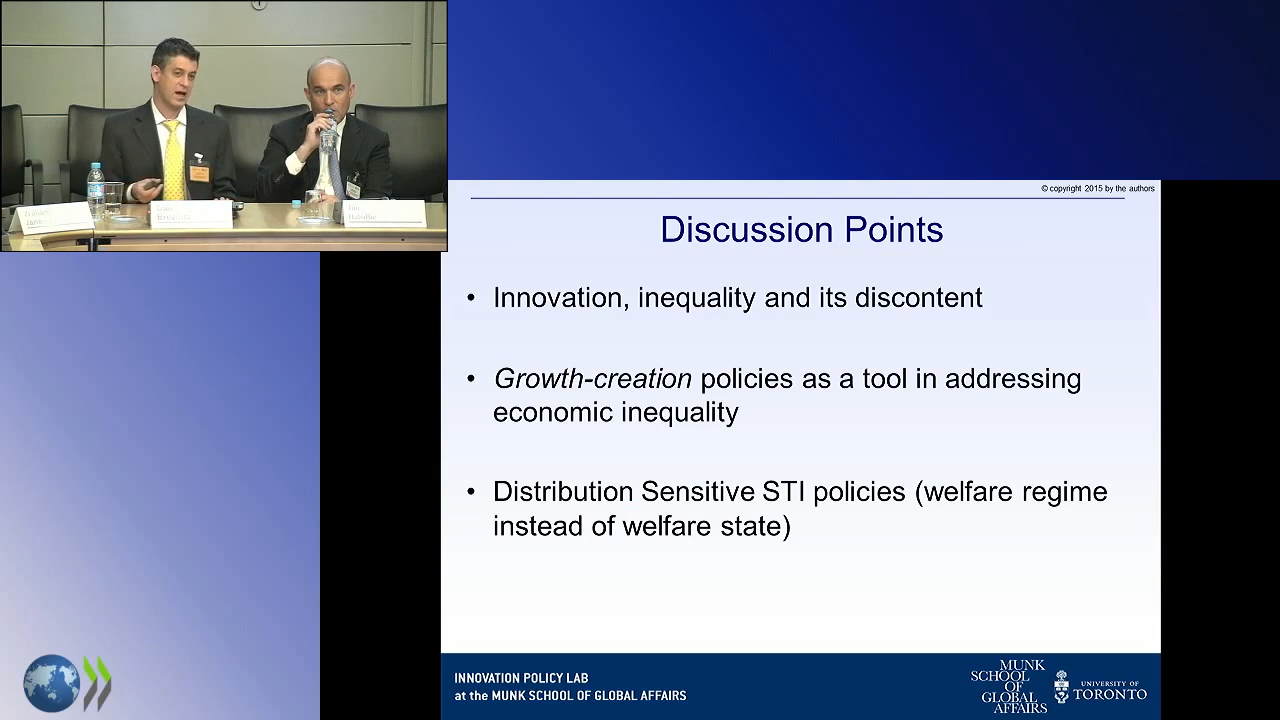 © copyright 2015 by the authors
Discussion Points
• Innovation, inequality and its discontent
• Growth-creation policies as a tool in addressing
economic inequality
• Distribution Sensitive STI policies (welfare regime
instead of welfare state)
INNOVATION POLICY LAB
at the MUNK SCHOOL OF GLOBAL AFFAIRS
MUNK
SCHOOL
OF
GLOBAL
AFFAIRS
UNIVERSITY OF
TORONTO